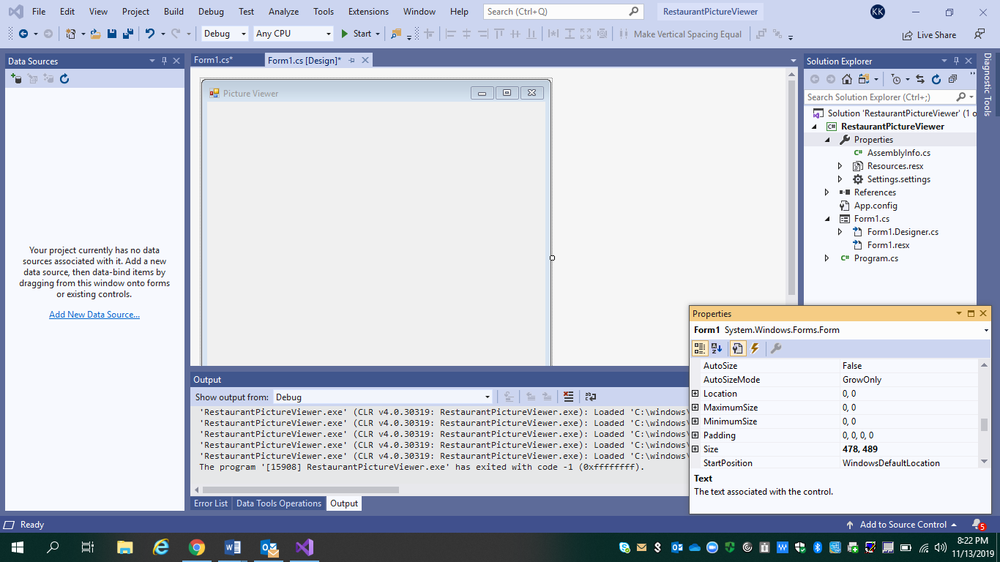 File Edit View Project Build Debug Test Analyze Tools Extensions Window Help Search (Ctrl+Q) RestaurantPictureViewer KK
Debug Any CPU Start Make Vertical Spacing Equal Live Share
Data Sources
Form1.cs* Form1.cs [Design]*
Solution Explorer
Diagnostic Tools
Search Solution Explorer (Ctrl+;)
Picture Viewer
Solution 'RestaurantPictureViewer' (1 o
RestaurantPictureViewer
Properties
AssemblyInfo.cs
Resources.resx
Settings.settings
References
App.config
Form1.cs
Form1.Designer.cs
Form1.resx
Program.cs
Your project currently has no data
sources associated with it. Add a new
data source, then data-bind items by
dragging from this window onto forms
or existing controls.
Add New Data Source...
Properties
Form1 System.Windows.Forms.Form
AutoSize False
AutoSizeMode GrowOnly
Location 0, 0
MaximumSize 0, 0
MinimumSize 0, 0
Padding 0, 0, 0, 0
Size 478, 489
StartPosition WindowsDefaultLocation
Text
The text associated with the control.
Output
Show output from: Debug
'RestaurantPictureViewer.exe' (CLR v4.0.30319: RestaurantPictureViewer.exe): Loaded 'C:\windows\
'RestaurantPictureViewer.exe' (CLR v4.0.30319: RestaurantPictureViewer.exe): Loaded 'C:\windows\
'RestaurantPictureViewer.exe' (CLR v4.0.30319: RestaurantPictureViewer.exe): Loaded 'C:\windows\
'RestaurantPictureViewer.exe' (CLR v4.0.30319: RestaurantPictureViewer.exe): Loaded 'C:\windows\
'RestaurantPictureViewer.exe' (CLR v4.0.30319: RestaurantPictureViewer.exe): Loaded 'C:\windows\
The program '[15908] RestaurantPictureViewer.exe' has exited with code -1 (0xffffffff).
Error List Data Tools Operations Output
Ready Add to Source Control 5
8:22 PM
11/13/2019